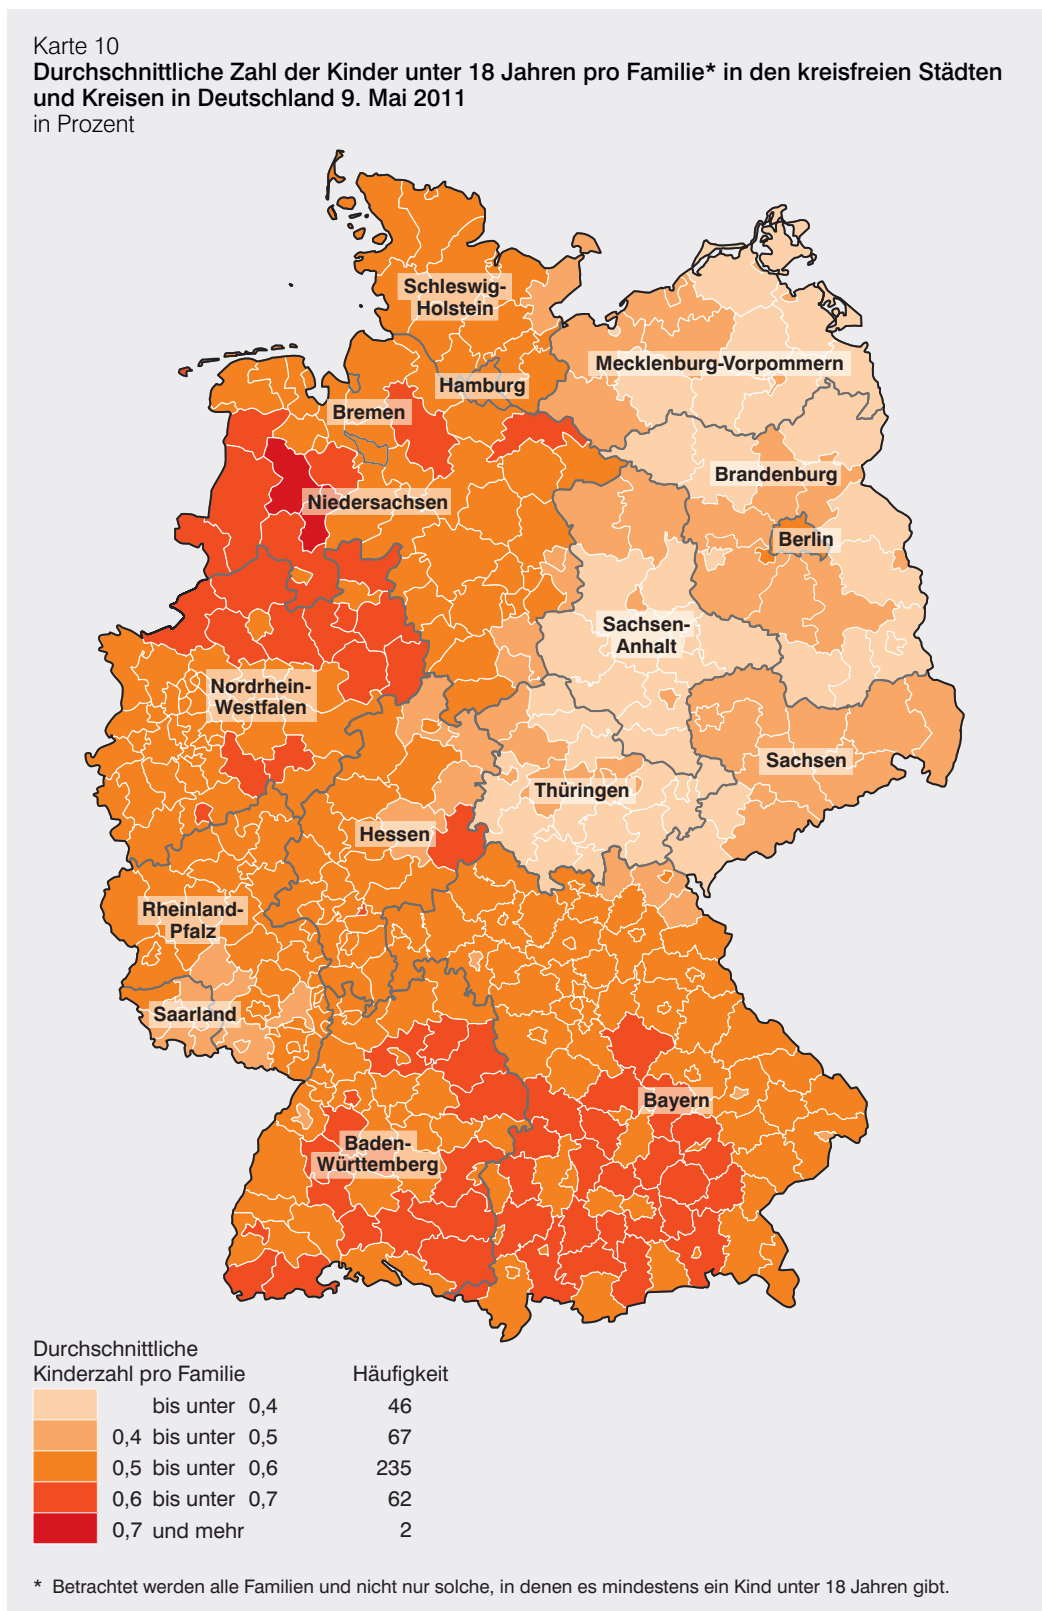 Karte 10
Durchschnittliche Zahl der Kinder unter 18 Jahren pro Familie* in den kreisfreien Städten
und Kreisen in Deutschland 9. Mai 2011
in Prozent
Schleswig-
Holstein
Mecklenburg-Vorpommern
Hamburg
Bremen
Brandenburg
Niedersachsen
Berlin
Sachsen-
Anhalt
Nordrhein-
Westfalen
Sachsen
Thüringen
Hessen
Rheinland-
Pfalz
Saarland
Bayern
Baden-
Württemberg
Durchschnittliche
Kinderzahl pro Familie Häufigkeit
bis unter 0,4 46
0,4 bis unter 0,5 67
0,5 bis unter 0,6 235
0,6 bis unter 0,7 62
0,7 und mehr 2
* Betrachtet werden alle Familien und nicht nur solche, in denen es mindestens ein Kind unter 18 Jahren gibt.